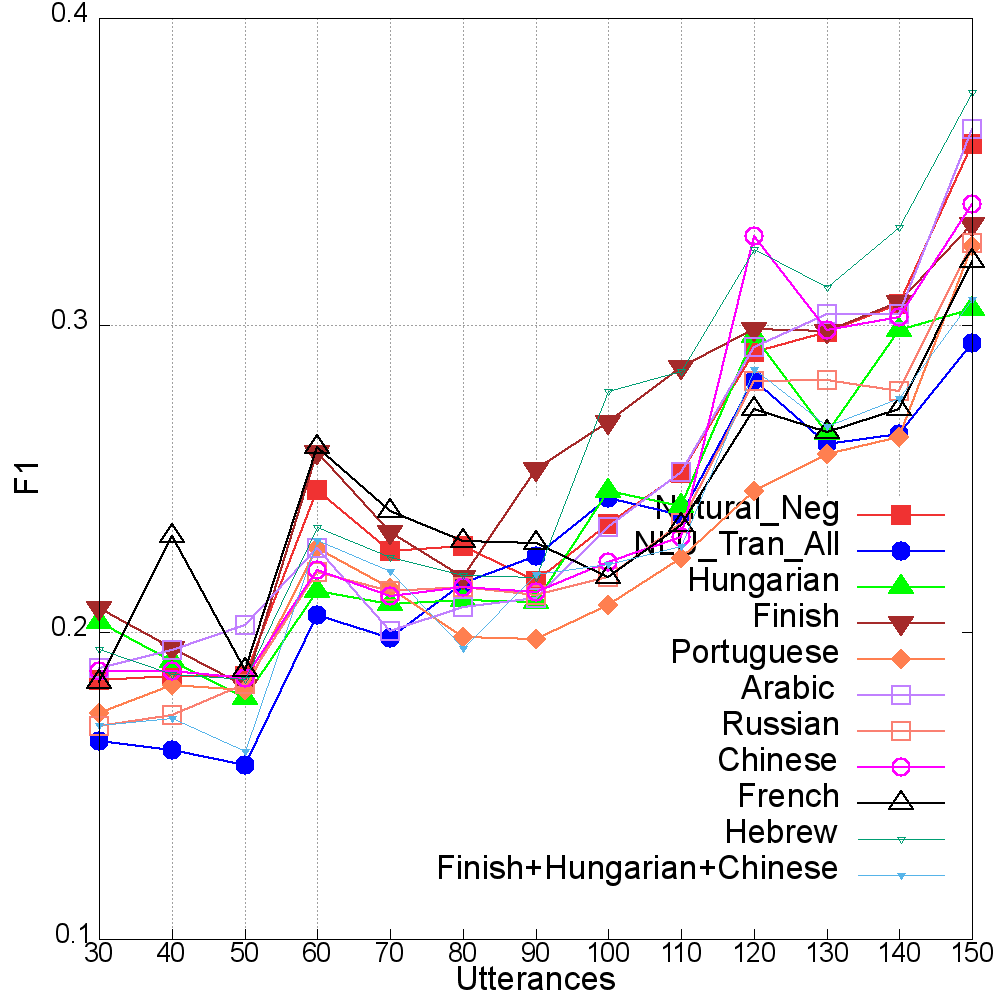 0.4
0.3
0.2
0.1
F1
Natural_Neg
Hungarian
Finish
Portuguese
Arabic
Russian
Chinese
French
Hebrew
Finish+Hungarian+Chinese
30 40 50 60 70 80 90 100 110 120 130 140 150
Utterances